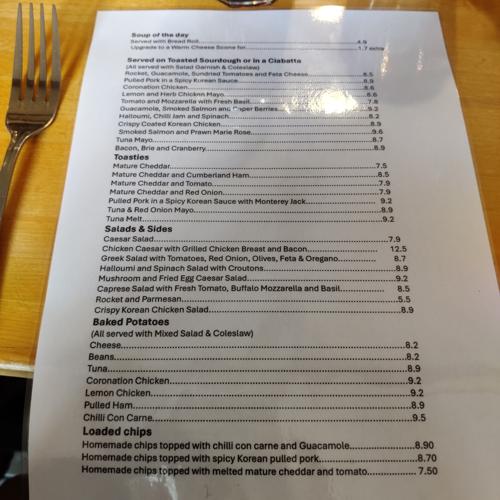 Soup of the day
Served with Bread Roll 4.9
Upgrade to a Warm Cheese Scone for 1.7 extra
Served on Toasted Sourdough or in a Ciabatta
(All served with Salad Garnish & Coleslaw)
Rocket, Guacamole, Sundried Tomatoes and Feta Cheese 8.5
Pulled Pork in a Spicy Korean Sauce 8.9
Coronation Chicken 8.6
Lemon and Herb Chicken Mayo 8.6
Tomato and Mozzarella with Fresh Basil 7.8
Guacamole, Smoked Salmon and Caper Berries 9.2
Halloumi, Chilli Jam and Spinach 8.2
Crispy Coated Korean Chicken 8.9
Smoked Salmon and Prawn Marie Rose 9.6
Tuna Mayo 8.7
Bacon, Brie and Cranberry 8.9
Toasties
Mature Cheddar 7.5
Mature Cheddar and Cumberland Ham 8.5
Mature Cheddar and Tomato 7.9
Mature Cheddar and Red Onion 7.9
Pulled Pork in a Spicy Korean Sauce with Monterey Jack 9.2
Tuna & Red Onion Mayo 8.9
Tuna Melt 9.2
Salads & Sides
Caesar Salad 7.9
Chicken Caesar with Grilled Chicken Breast and Bacon 12.5
Greek Salad with Tomatoes, Red Onion, Olives, Feta & Oregano 8.7
Halloumi and Spinach Salad with Croutons 8.9
Mushroom and Fried Egg Caesar Salad 9.2
Caprese Salad with Fresh Tomato, Buffalo Mozzarella and Basil 8.5
Rocket and Parmesan 5.5
Crispy Korean Chicken Salad 8.9
Baked Potatoes
(All served with Mixed Salad & Coleslaw)
Cheese 8.2
Beans 8.2
Tuna 8.9
Coronation Chicken 9.2
Lemon Chicken 9.2
Pulled Ham 8.9
Chilli Con Carne 9.5
Loaded chips
Homemade chips topped with chilli con carne and Guacamole 8.90
Homemade chips topped with spicy Korean pulled pork 8.70
Homemade chips topped with melted mature cheddar and tomato 7.50